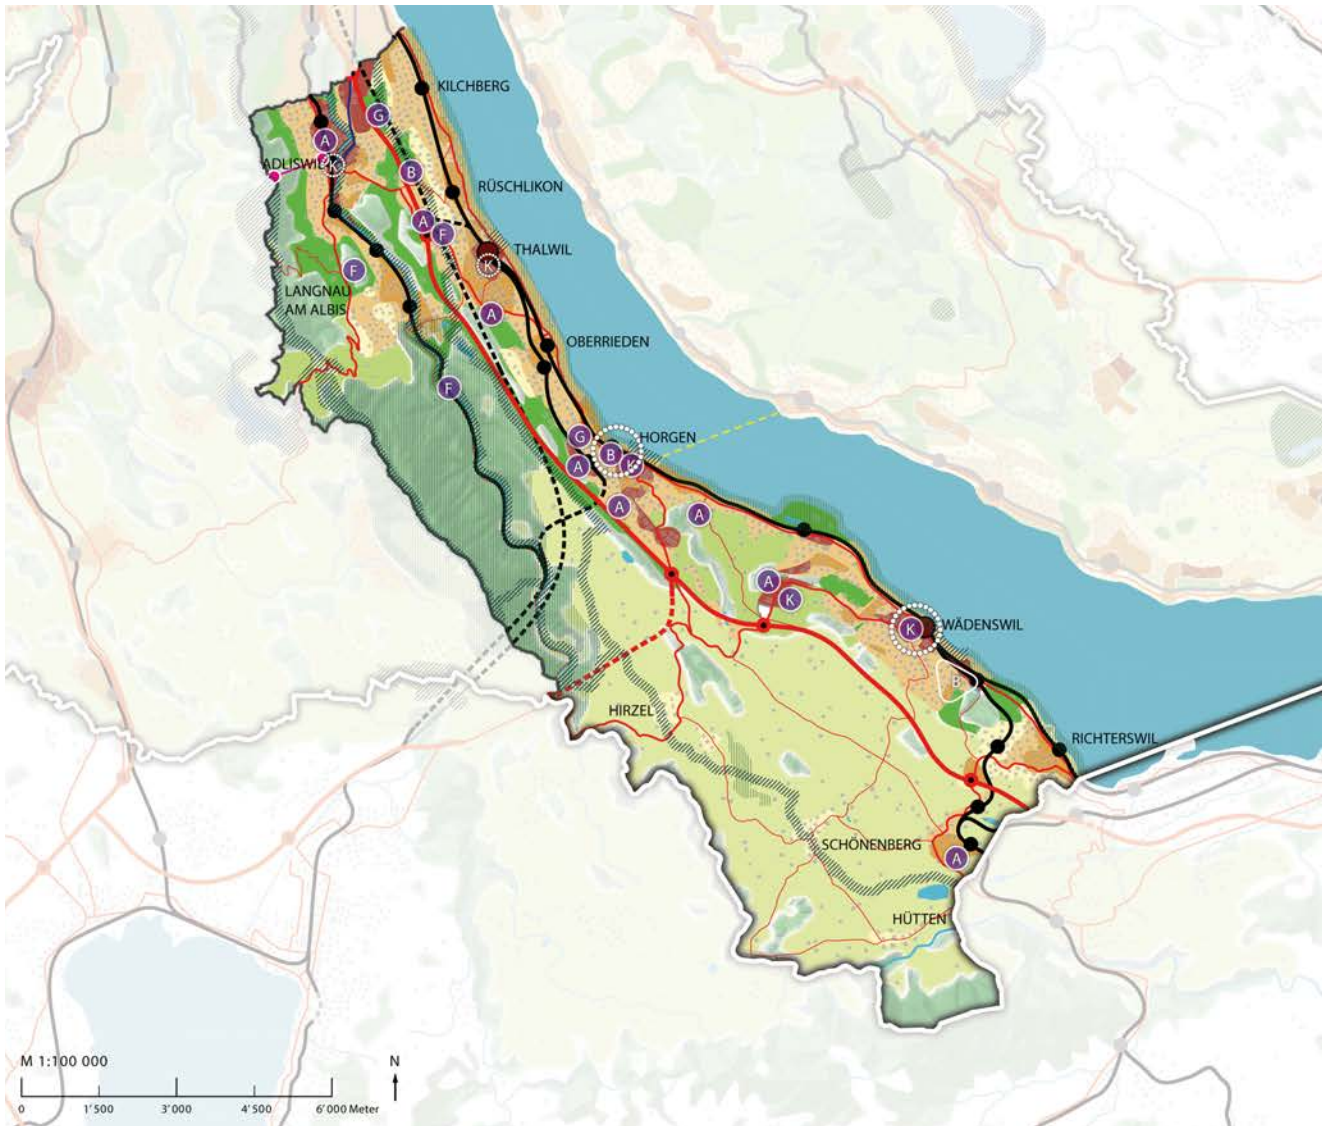 KILCHBERG
G
A
ADLISWIL
K
B
RÜSCHLIKON
A
F
THALWIL
K
F
LANGNAU
AM ALBIS
A
OBERRIEDEN
F
G
HORGEN
B
K
A
A
A
A
K
WÄDENSWIL
K
B
HIRZEL
RICHTERSWIL
SCHÖNENBERG
A
HÜTTEN
M 1:100 000
N
0 1'500 3'000 4'500 6'000 Meter